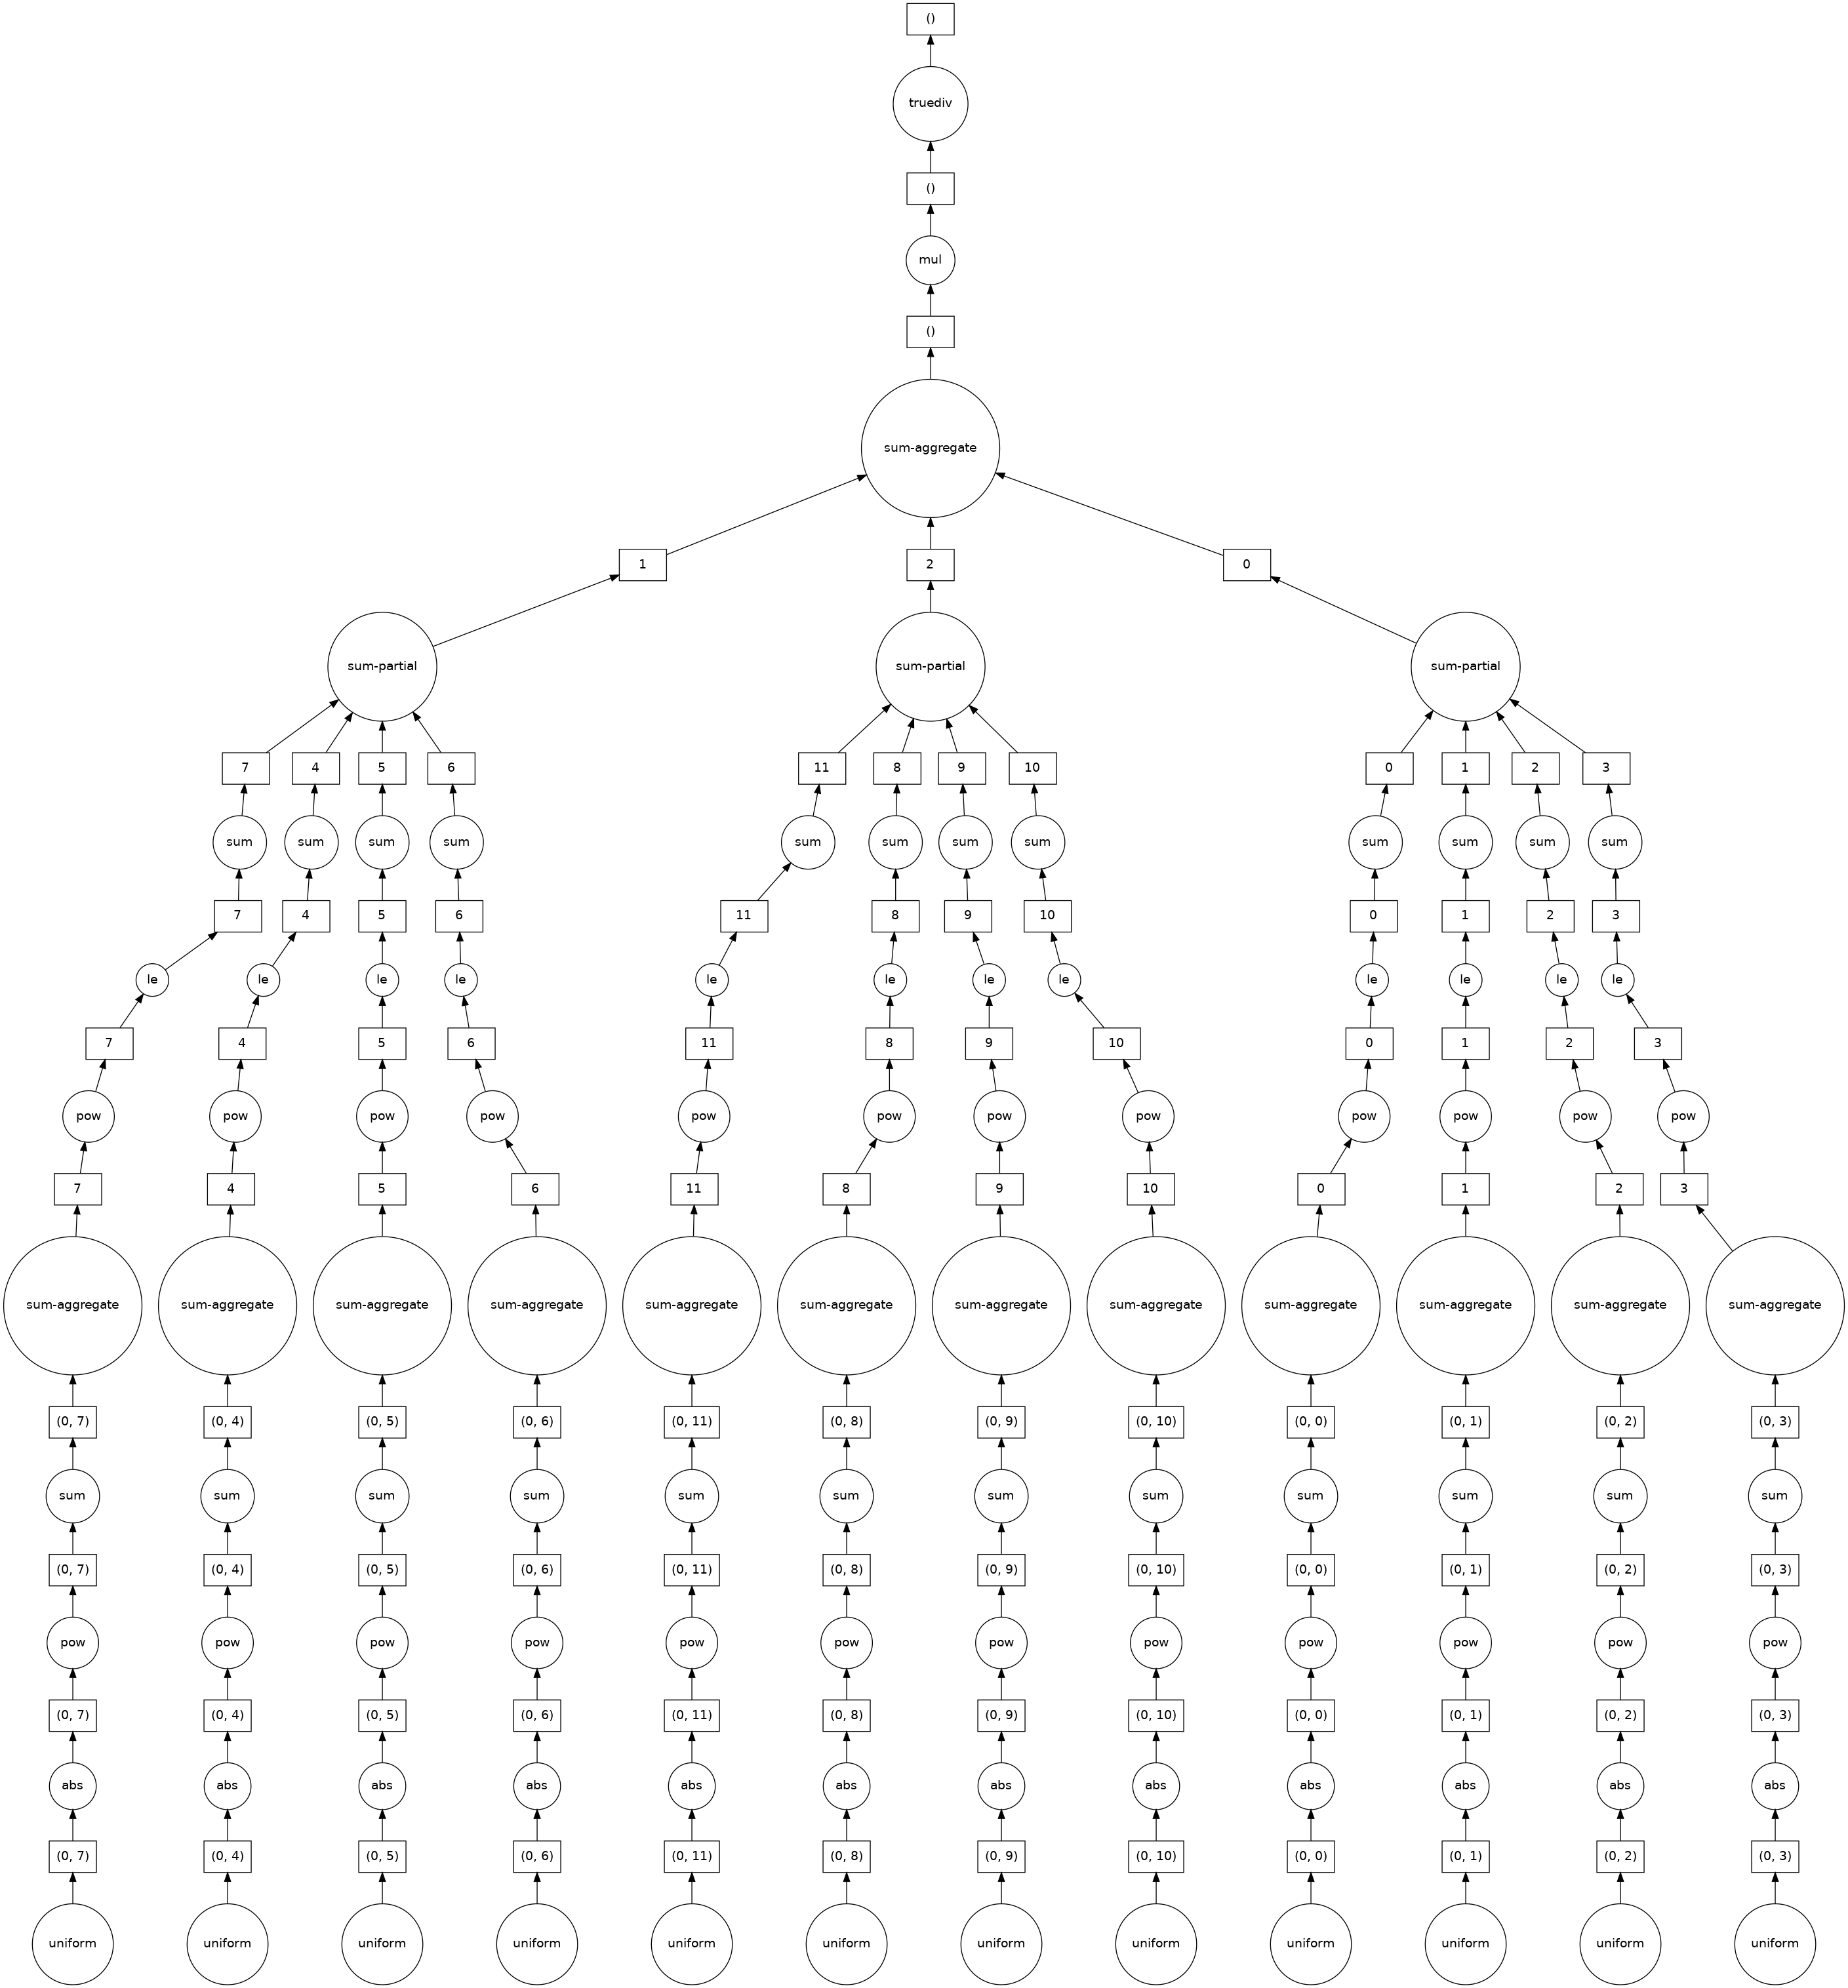 ()
truediv
()
mul
()
sum-aggregate
1 2 0
sum-partial sum-partial sum-partial
7 4 5 6 11 8 9 10 0 1 2 3
sum sum sum sum sum sum sum sum sum sum sum sum
7 4 5 6 11 8 9 10 0 1 2 3
le le le le le le le le le le le le
7 4 5 6 11 8 9 10 0 1 2 3
pow pow pow pow pow pow pow pow pow pow pow pow
7 4 5 6 11 8 9 10 0 1 2 3
sum-aggregate sum-aggregate sum-aggregate sum-aggregate sum-aggregate sum-aggregate sum-aggregate sum-aggregate sum-aggregate sum-aggregate sum-aggregate sum-aggregate
(0, 7) (0, 4) (0, 5) (0, 6) (0, 11) (0, 8) (0, 9) (0, 10) (0, 0) (0, 1) (0, 2) (0, 3)
sum sum sum sum sum sum sum sum sum sum sum sum
(0, 7) (0, 4) (0, 5) (0, 6) (0, 11) (0, 8) (0, 9) (0, 10) (0, 0) (0, 1) (0, 2) (0, 3)
pow pow pow pow pow pow pow pow pow pow pow pow
(0, 7) (0, 4) (0, 5) (0, 6) (0, 11) (0, 8) (0, 9) (0, 10) (0, 0) (0, 1) (0, 2) (0, 3)
abs abs abs abs abs abs abs abs abs abs abs abs
(0, 7) (0, 4) (0, 5) (0, 6) (0, 11) (0, 8) (0, 9) (0, 10) (0, 0) (0, 1) (0, 2) (0, 3)
uniform uniform uniform uniform uniform uniform uniform uniform uniform uniform uniform uniform